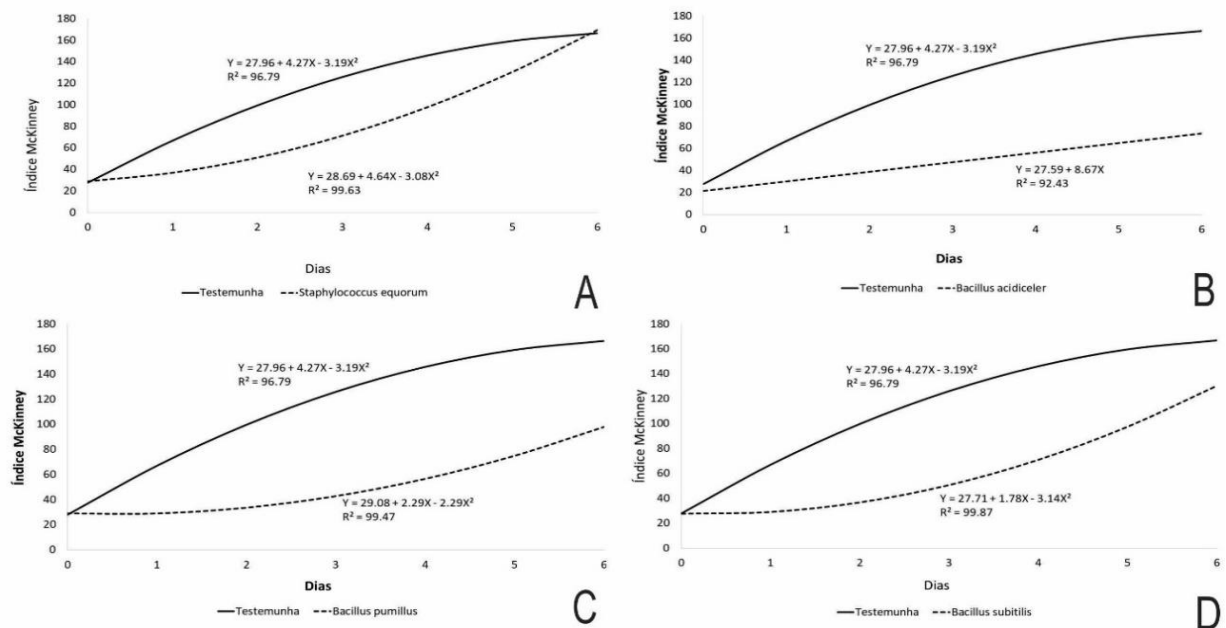 180
160
140
120
100
80
60
40
20
0
Índice McKinney
Y = 27.96 + 4.27X - 3.19X²
R² = 96.79
Y = 28.69 + 4.64X - 3.08X²
R² = 99.63
0 1 2 3 4 5 6
Dias
Testemunha Staphylococcus equorum
A
180
160
140
120
100
80
60
40
20
0
Índice McKinney
Y = 27.96 + 4.27X - 3.19X²
R² = 96.79
Y = 27.59 + 8.67X
R² = 92.43
0 1 2 3 4 5 6
Dias
Testemunha Bacillus acidiceler
B
180
160
140
120
100
80
60
40
20
0
Índice McKinney
Y = 27.96 + 4.27X - 3.19X²
R² = 96.79
Y = 29.08 + 2.29X - 2.29X²
R² = 99.47
0 1 2 3 4 5 6
Dias
Testemunha Bacillus pumillus
C
180
160
140
120
100
80
60
40
20
0
Índice McKinney
Y = 27.96 + 4.27X - 3.19X²
R² = 96.79
Y = 27.71 + 1.78X - 3.14X²
R² = 99.87
0 1 2 3 4 5 6
Dias
Testemunha Bacillus subitilis
D